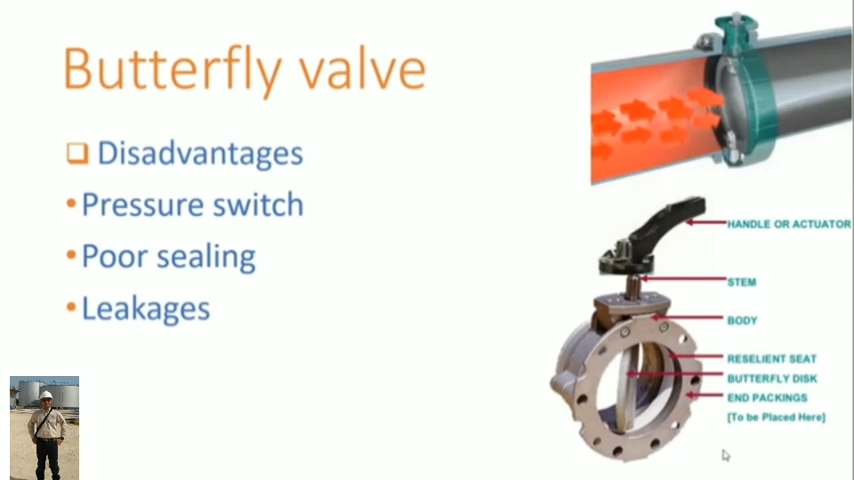 Butterfly valve
Disadvantages
Pressure switch
Poor sealing
Leakages
HANDLE OR ACTUATOR
STEM
BODY
RESELIENT SEAT
BUTTERFLY DISK
END PACKINGS
[To be Placed Here]